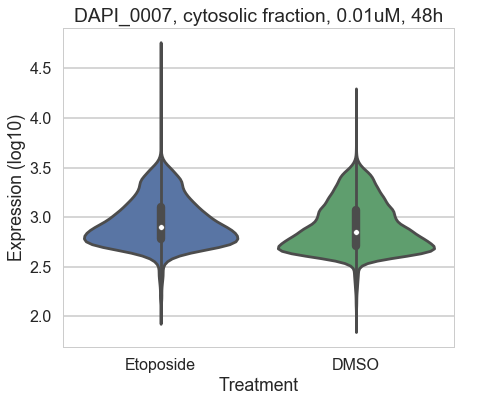 DAPI_0007, cytosolic fraction, 0.01uM, 48h
Expression (log10)
4.5
4.0
3.5
3.0
2.5
2.0
Etoposide DMSO
Treatment